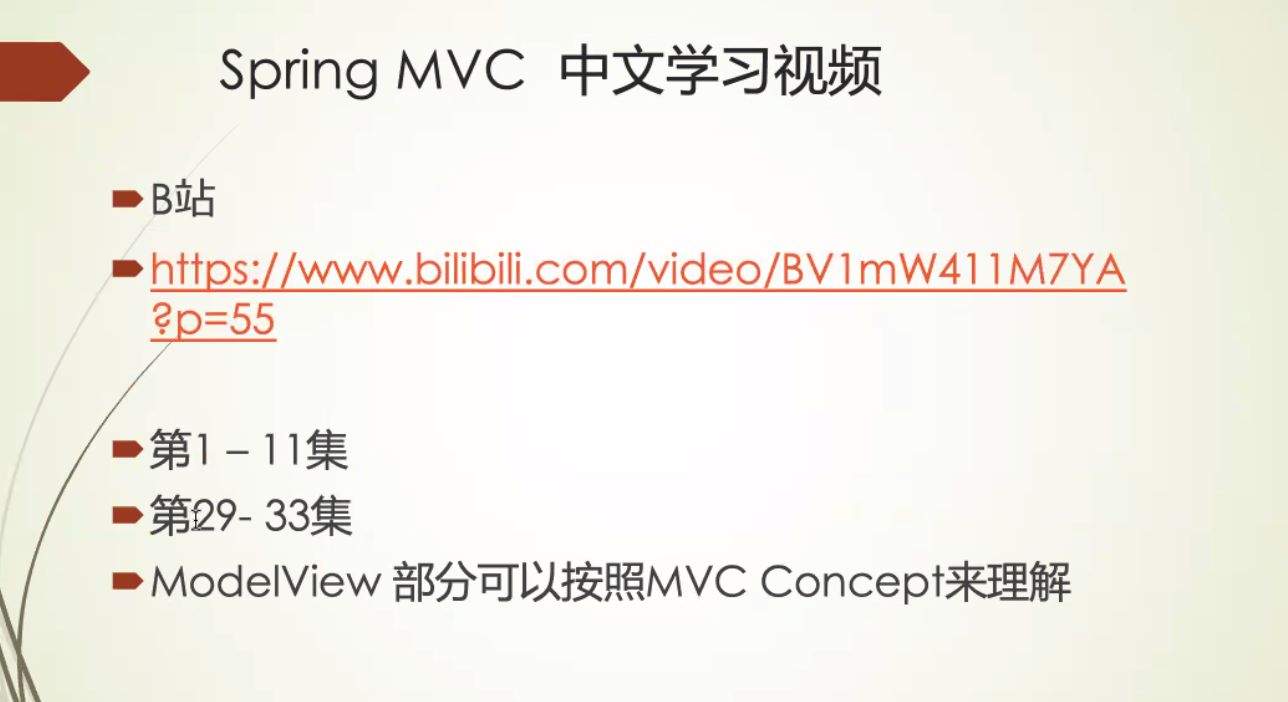 Spring MVC 中文学习视频
B站
https://www.bilibili.com/video/BV1mW411M7YA
?p=55
第1 – 11集
第29- 33集
ModelView 部分可以按照MVC Concept来理解